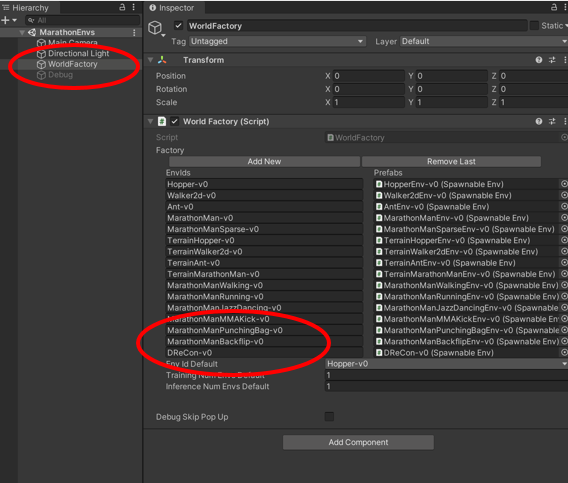 Hierarchy
All
MarathonEnvs
Main Camera
Directional Light
WorldFactory
Debug
Inspector
WorldFactory
Static
Tag Untagged Layer Default
Transform
Position X 0 Y 0 Z 0
Rotation X 0 Y 0 Z 0
Scale X 1 Y 1 Z 1
World Factory (Script)
Script WorldFactory
Factory
Add New Remove Last
EnvIds Prefabs
Hopper-v0 HopperEnv-v0 (Spawnable Env)
Walker2d-v0 Walker2dEnv-v0 (Spawnable Env)
Ant-v0 AntEnv-v0 (Spawnable Env)
MarathonMan-v0 MarathonManEnv-v0 (Spawnable Env)
MarathonManSparse-v0 MarathonManSparseEnv-v0 (Spawnable Env)
TerrainHopper-v0 TerrainHopperEnv-v0 (Spawnable Env)
TerrainWalker2d-v0 TerrainWalker2dEnv-v0 (Spawnable Env)
TerrainAnt-v0 TerrainAntEnv-v0 (Spawnable Env)
TerrainMarathonMan-v0 TerrainMarathonManEnv-v0 (Spawnable Env)
MarathonManWalking-v0 MarathonManWalkingEnv-v0 (Spawnable Env)
MarathonManRunning-v0 MarathonManRunningEnv-v0 (Spawnable Env)
MarathonManJazzDancing-v0 MarathonManJazzDancingEnv-v0 (Spawnable Env)
MarathonManMMAKick-v0 MarathonManMMAKickEnv-v0 (Spawnable Env)
MarathonManPunchingBag-v0 MarathonManPunchingBagEnv-v0 (Spawnable Env)
MarathonManBackflip-v0 MarathonManBackflipEnv-v0 (Spawnable Env)
DReCon-v0 DReCon-v0 (Spawnable Env)
Env Id Default Hopper-v0
Training Num Envs Default 1
Inference Num Envs Default 1
Debug Skip Pop Up
Add Component